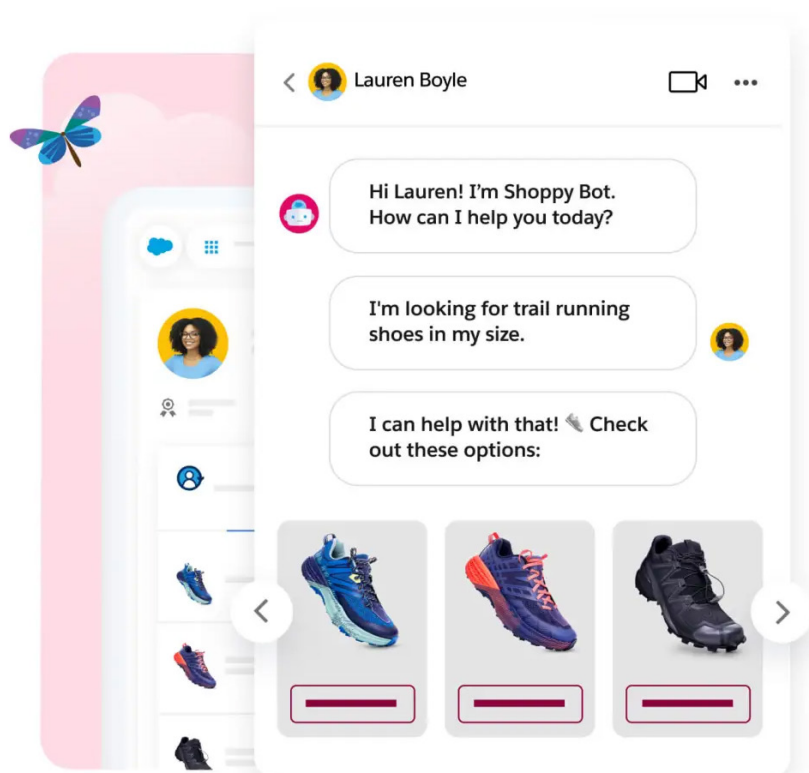 Lauren Boyle
Hi Lauren! I’m Shoppy Bot.
How can I help you today?
I'm looking for trail running
shoes in my size.
I can help with that! 👟 Check
out these options: